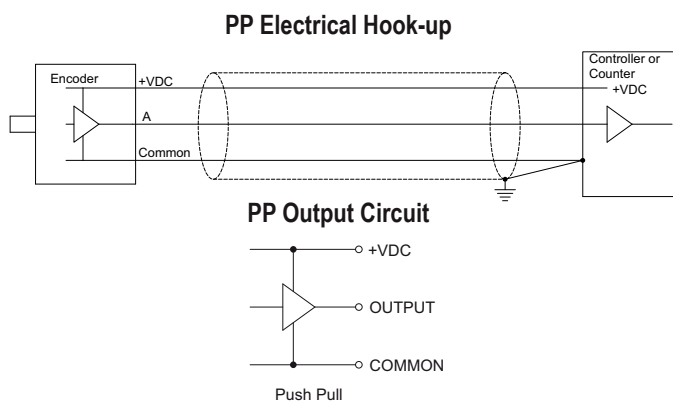 PP Electrical Hook-up
Encoder
+VDC
A
Common
Controller or
Counter
+VDC
PP Output Circuit
+VDC
OUTPUT
COMMON
Push Pull